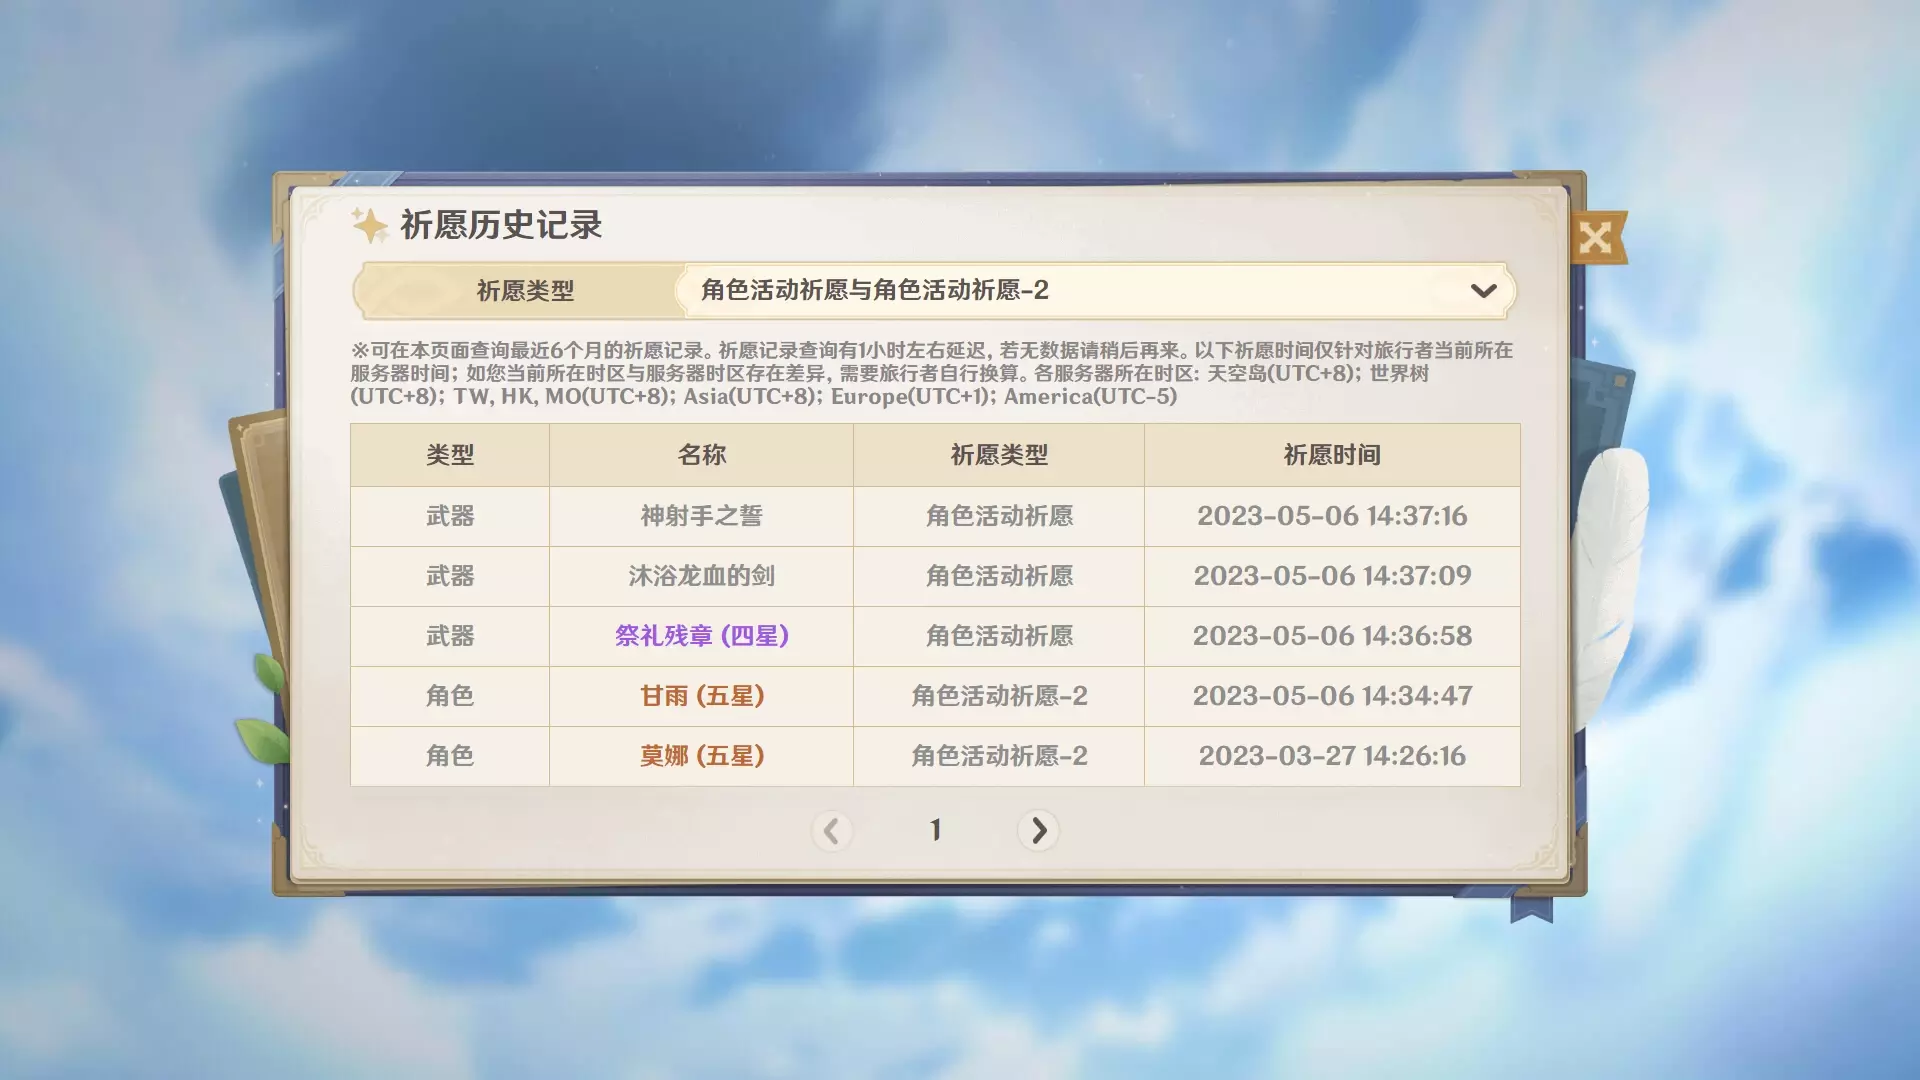 祈愿历史记录
祈愿类型 角色活动祈愿与角色活动祈愿-2
※可在本页面查询最近6个月的祈愿记录。祈愿记录查询有1小时左右延迟，若无数据请稍后再来。以下祈愿时间仅针对旅行者当前所在
服务器时间；如您当前所在时区与服务器时区存在差异，需要旅行者自行换算。各服务器所在时区：天空岛(UTC+8)；世界树
(UTC+8)；TW, HK, MO(UTC+8)；Asia(UTC+8)；Europe(UTC+1)；America(UTC-5)
类型 名称 祈愿类型 祈愿时间
武器 神射手之誓 角色活动祈愿 2023-05-06 14:37:16
武器 沐浴龙血的剑 角色活动祈愿 2023-05-06 14:37:09
武器 祭礼残章 (四星) 角色活动祈愿 2023-05-06 14:36:58
角色 甘雨 (五星) 角色活动祈愿-2 2023-05-06 14:34:47
角色 莫娜 (五星) 角色活动祈愿-2 2023-03-27 14:26:16
1